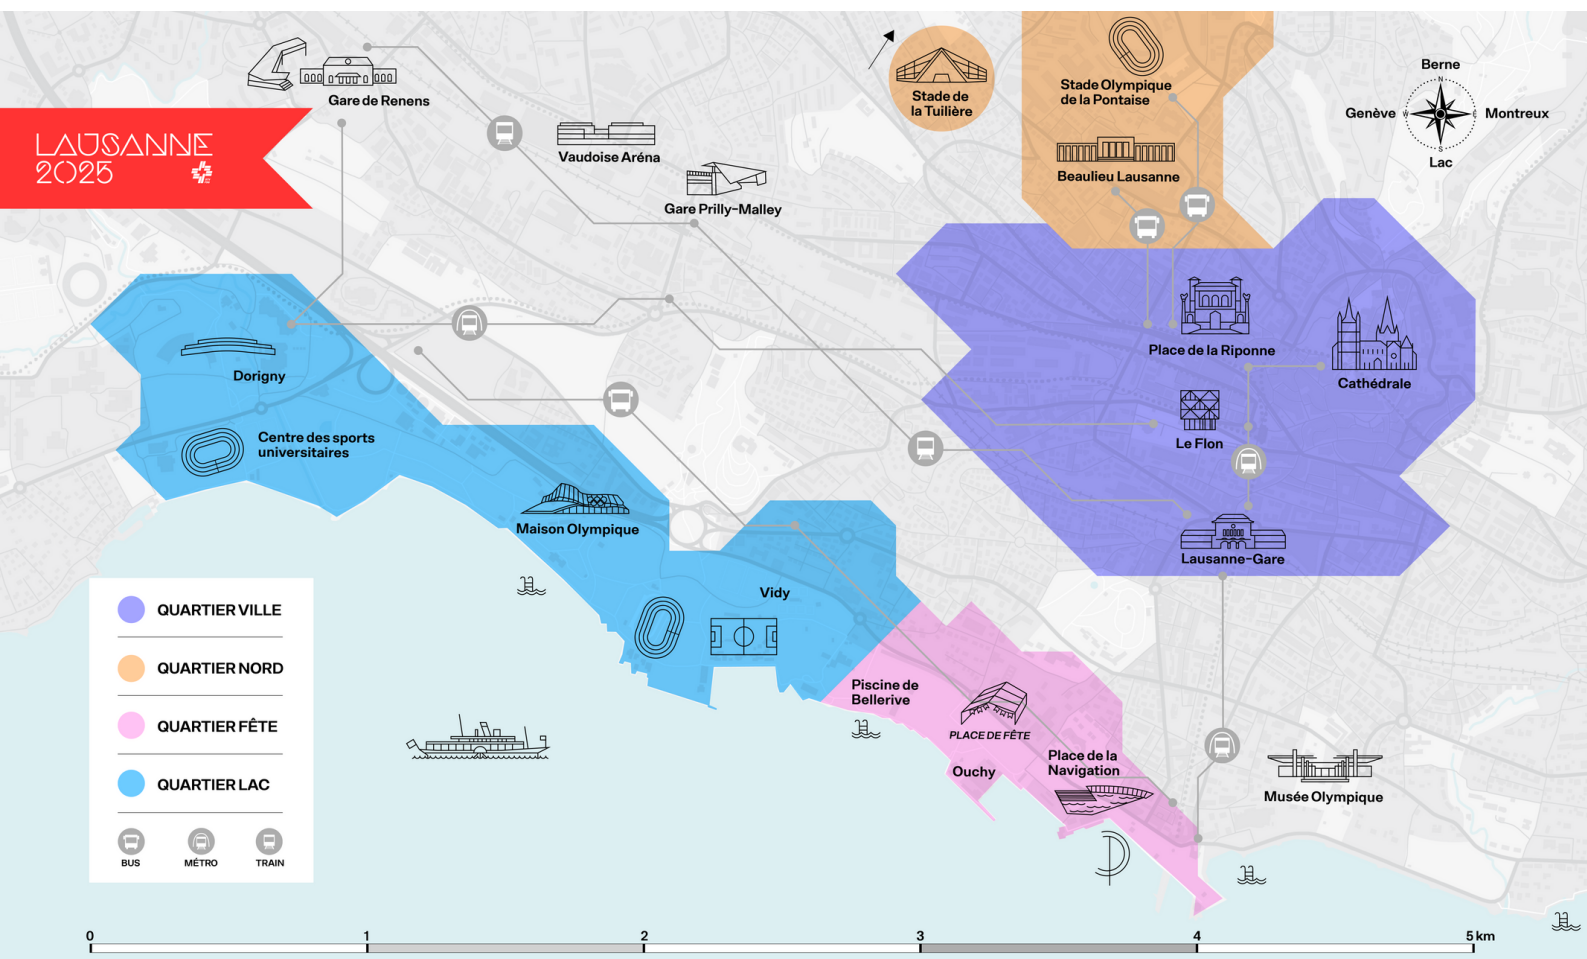 Gare de Renens
LAUSANNE
2025
Vaudoise Aréna
Gare Prilly-Malley
Stade de
la Tuilière
Stade Olympique
de la Pontaise
Beaulieu Lausanne
Berne
N
Genève
W
E
Montreux
S
Lac
Place de la Riponne
Cathédrale
Le Flon
Lausanne-Gare
Dorigny
Centre des sports
universitaires
Maison Olympique
Vidy
Piscine de
Bellerive
PLACE DE FÊTE
Ouchy
Place de la
Navigation
Musée Olympique
QUARTIER VILLE
QUARTIER NORD
QUARTIER FÊTE
QUARTIER LAC
BUS
MÉTRO
TRAIN
0
1
2
3
4
5 km